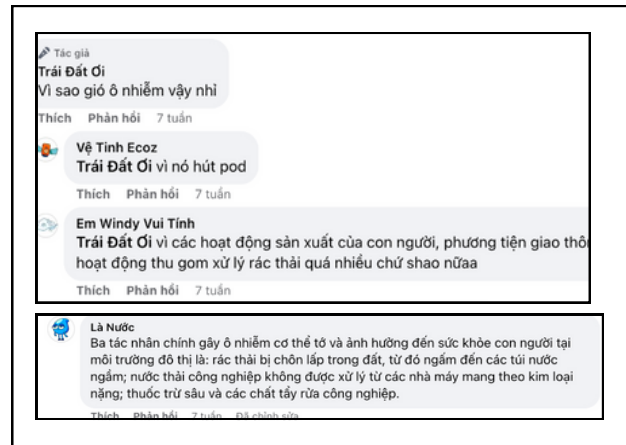 Tác giả
Trái Đất Ơi
Vì sao gió ô nhiễm vậy nhỉ
Thích Phản hồi 7 tuần
Vệ Tinh Ecoz
Trái Đất Ơi vì nó hút pod
Thích Phản hồi 7 tuần
Em Windy Vui Tính
Trái Đất Ơi vì các hoạt động sản xuất của con người, phương tiện giao thôn
hoạt động thu gom xử lý rác thải quá nhiều chứ shao nữaa
Thích Phản hồi 7 tuần
Là Nước
Ba tác nhân chính gây ô nhiễm cơ thể tớ và ảnh hưởng đến sức khỏe con người tại
môi trường đô thị là: rác thải bị chôn lấp trong đất, từ đó ngấm đến các túi nước
ngầm; nước thải công nghiệp không được xử lý từ các nhà máy mang theo kim loại
nặng; thuốc trừ sâu và các chất tẩy rửa công nghiệp.
Thích Phản hồi 7 tuần Đã chỉnh sửa